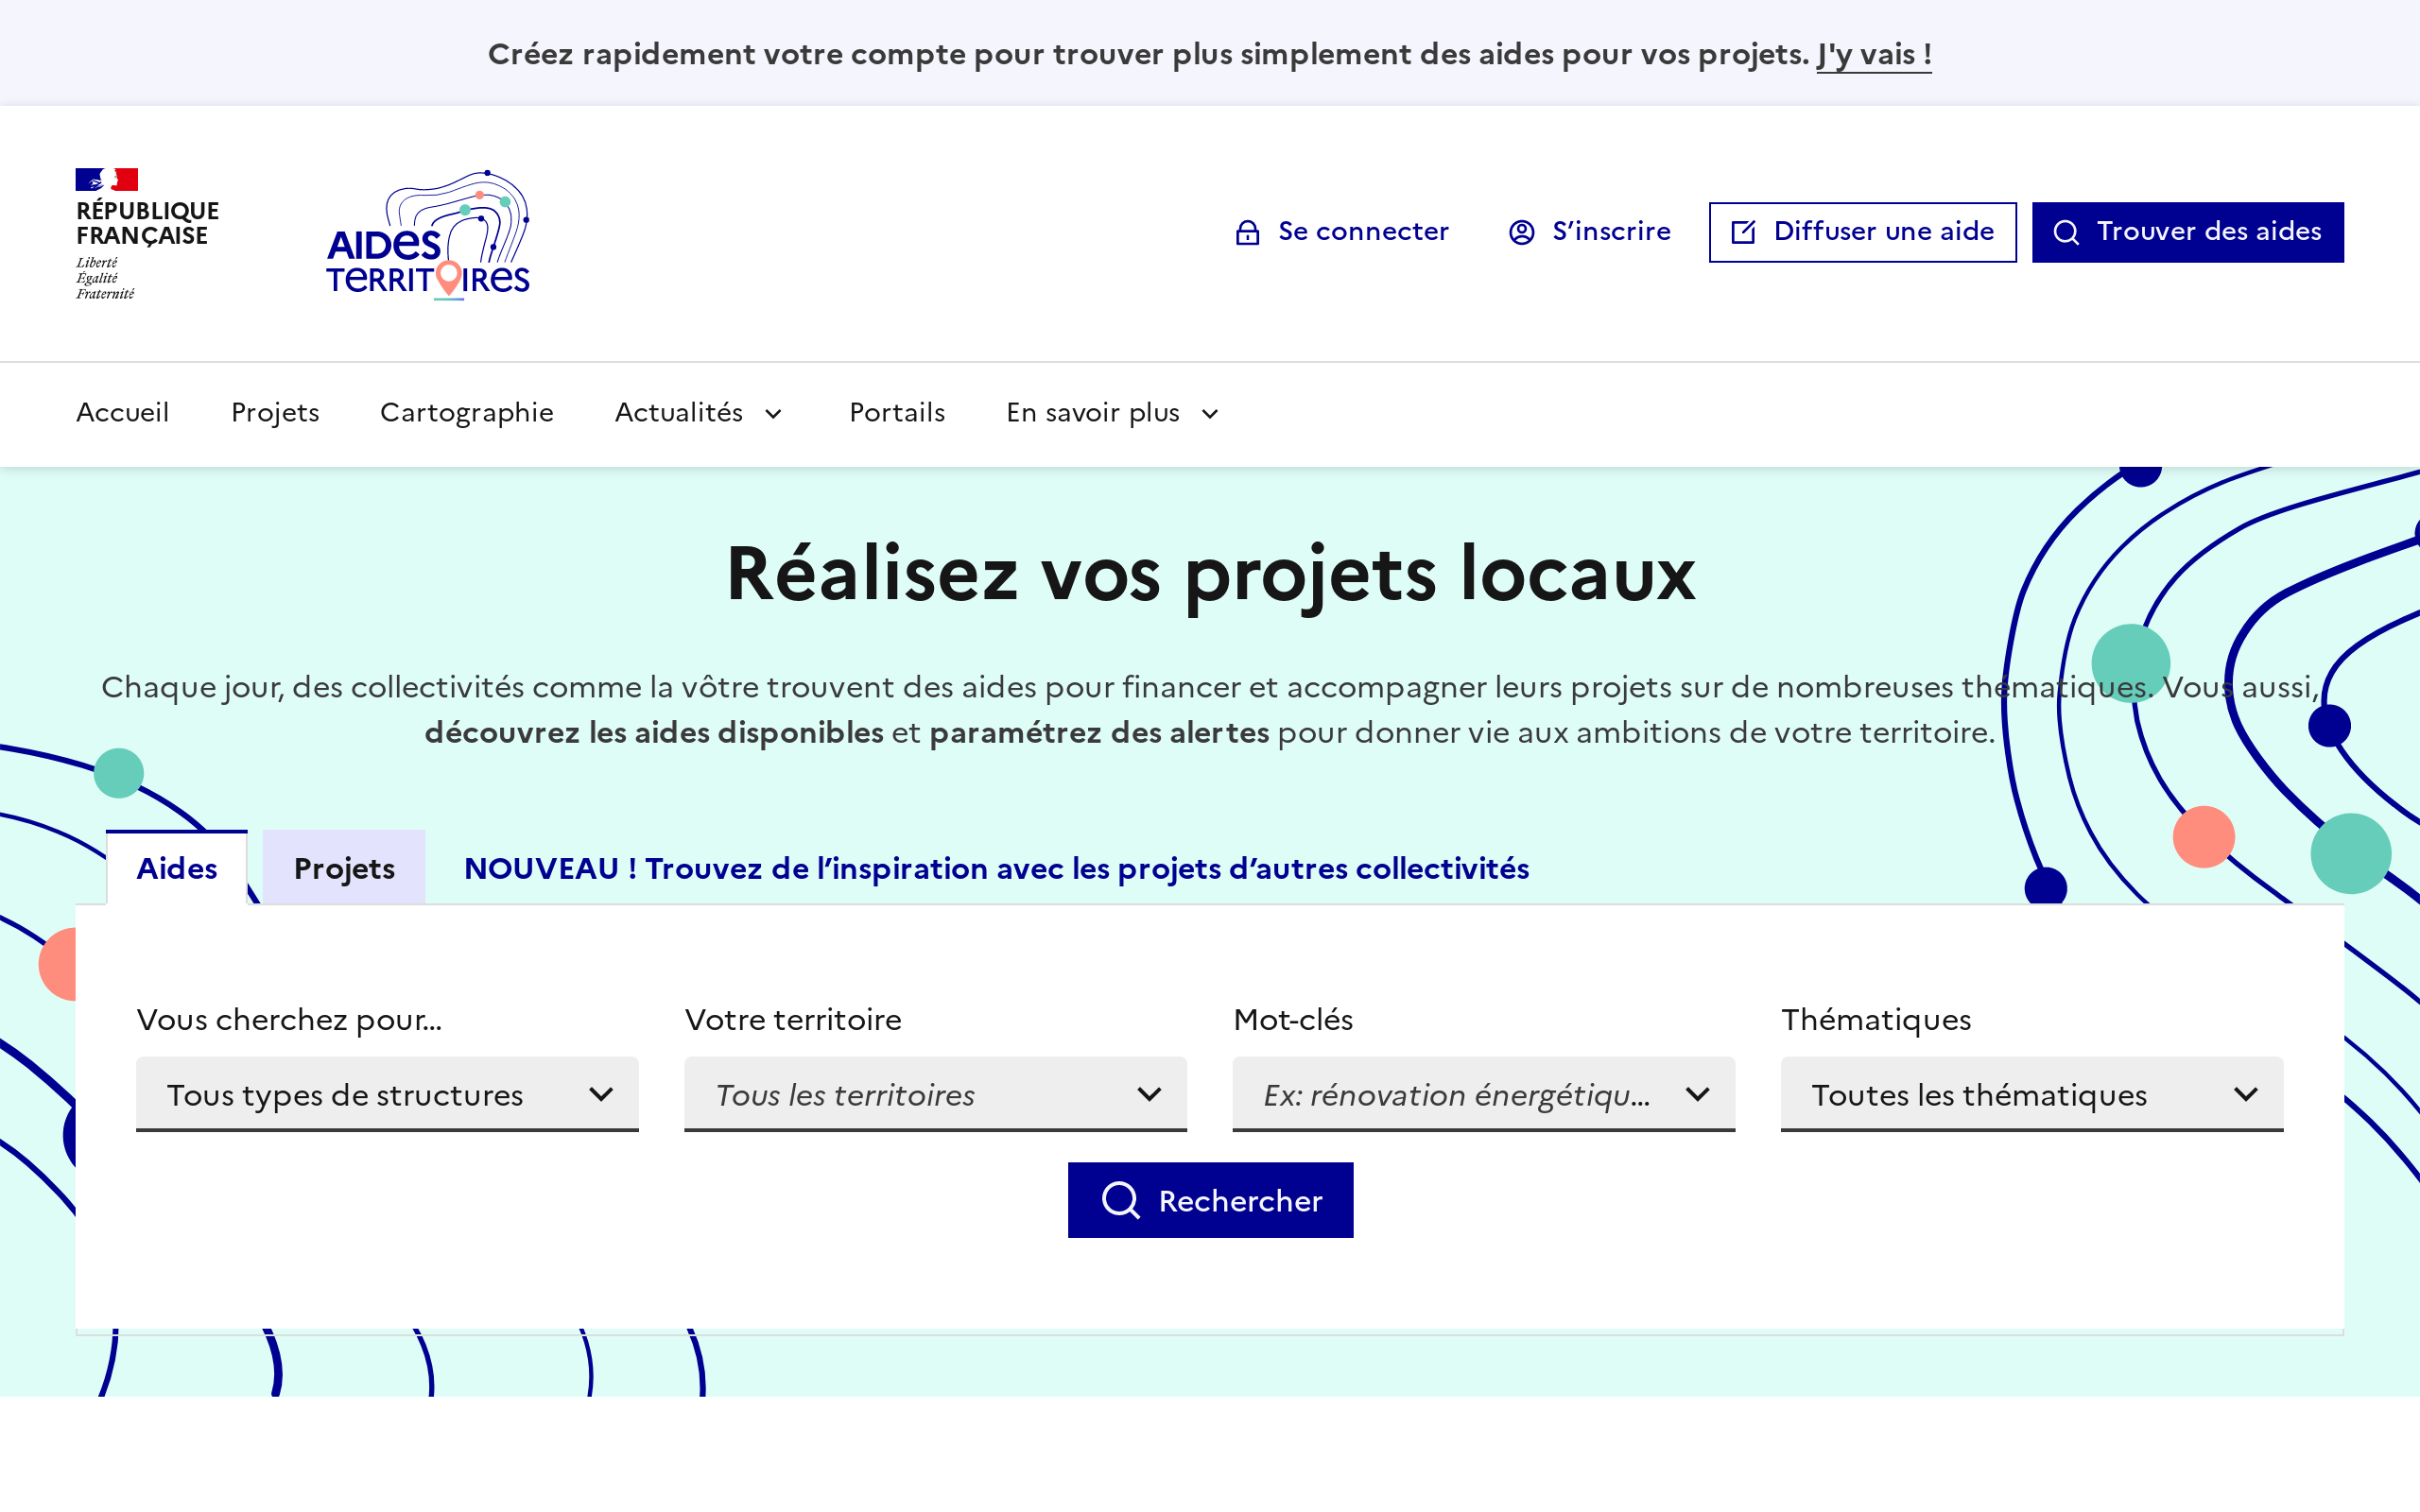 Créez rapidement votre compte pour trouver plus simplement des aides pour vos projets. J'y vais !
RÉPUBLIQUE
FRANÇAISE
Liberté
Égalité
Fraternité
AIDES
TERRITOIRES
Se connecter
S’inscrire
Diffuser une aide
Trouver des aides
Accueil
Projets
Cartographie
Actualités
Portails
En savoir plus
Réalisez vos projets locaux
Chaque jour, des collectivités comme la vôtre trouvent des aides pour financer et accompagner leurs projets sur de nombreuses thématiques. Vous aussi,
découvrez les aides disponibles et paramétrez des alertes pour donner vie aux ambitions de votre territoire.
Aides
Projets
NOUVEAU ! Trouvez de l’inspiration avec les projets d’autres collectivités
Vous cherchez pour...
Votre territoire
Mot-clés
Thématiques
Tous types de structures
Tous les territoires
Ex: rénovation énergétiqu...
Toutes les thématiques
Rechercher